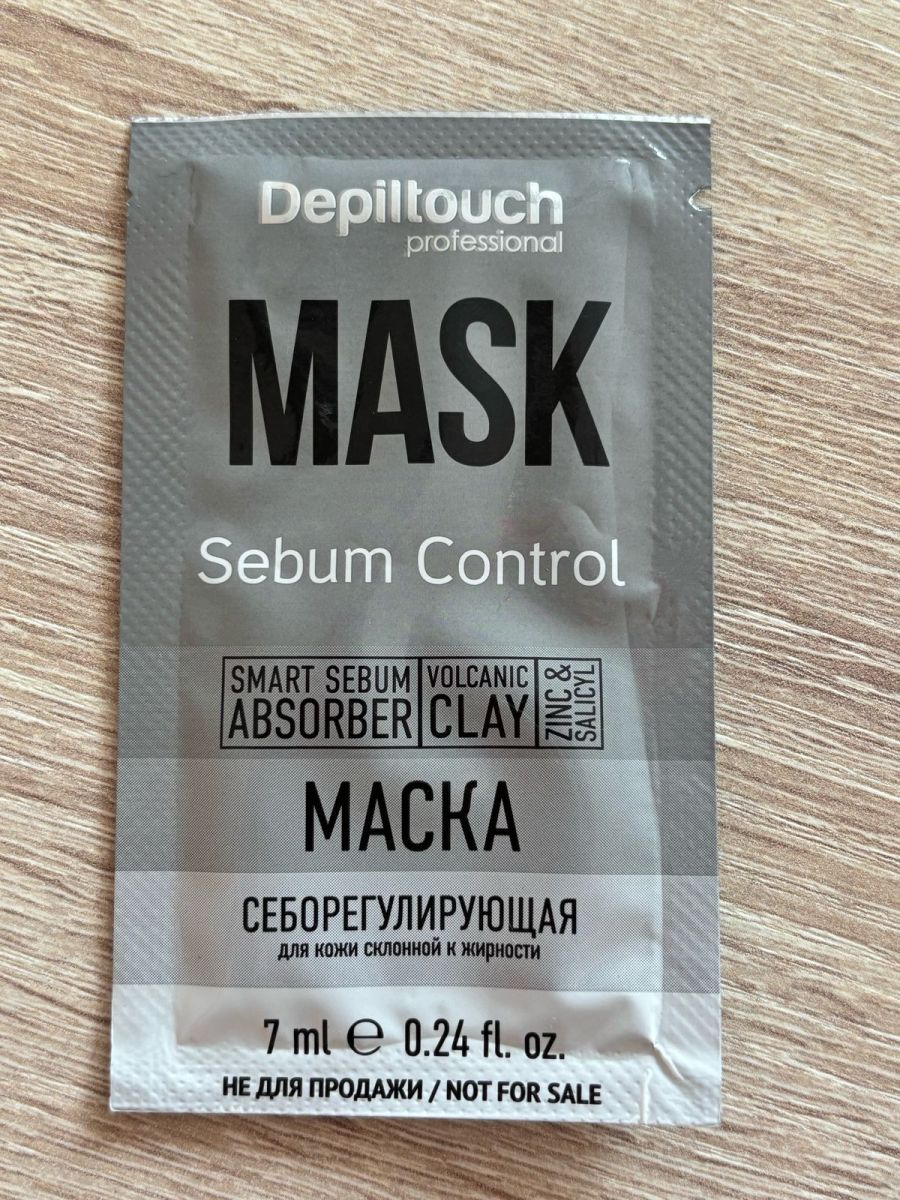 Depiltouch
professional
MASK
Sebum Control
SMART SEBUM
ABSORBER
VOLCANIC
CLAY
ZINC &
SALICYL
МАСКА
СЕБОРЕГУЛИРУЮЩАЯ
для кожи склонной к жирности
7 ml ℮ 0.24 fl. oz.
НЕ ДЛЯ ПРОДАЖИ / NOT FOR SALE